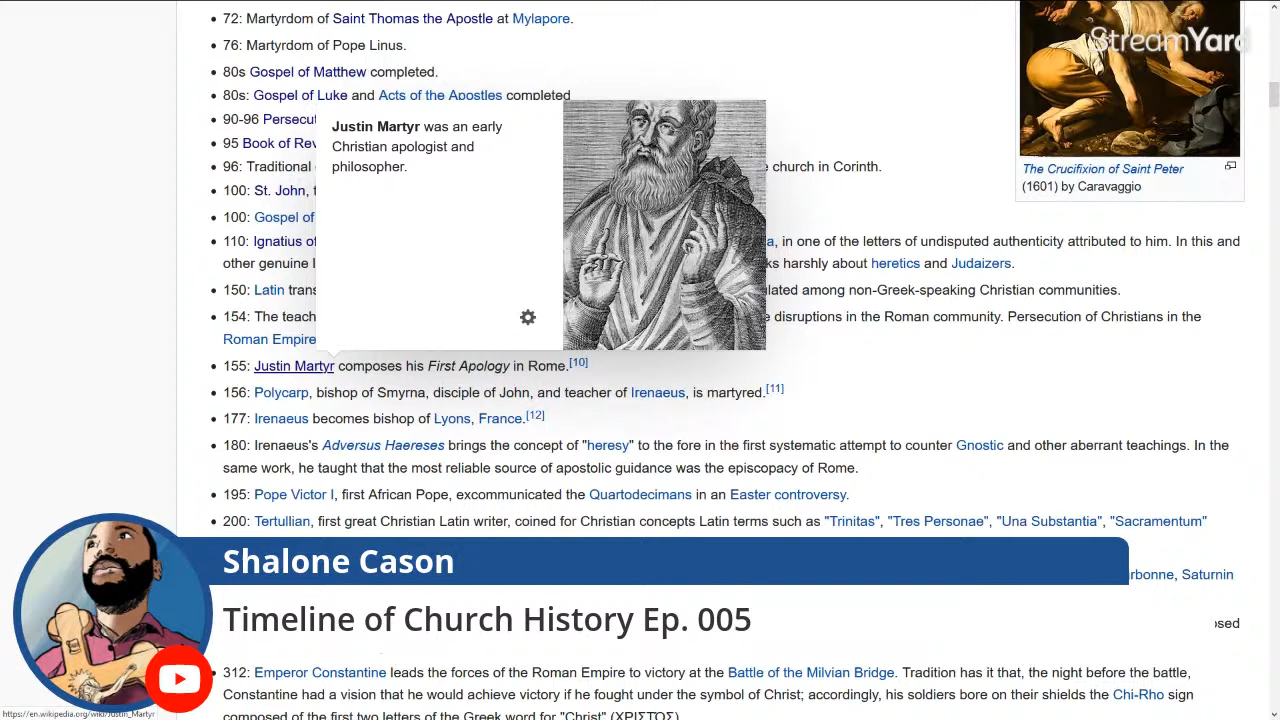 72: Martyrdom of Saint Thomas the Apostle at Mylapore.
76: Martyrdom of Pope Linus.
StreamYard
80s Gospel of Matthew completed.
80s: Gospel of Luke and Acts of the Apostles completed
90-96 Persecut
Justin Martyr was an early
Christian apologist and
philosopher.
95 Book of Rev
96: Traditional
church in Corinth.
The Crucifixion of Saint Peter
(1601) by Caravaggio
100: St. John,
100: Gospel of
110: Ignatius of
a, in one of the letters of undisputed authenticity attributed to him. In this and
other genuine
ks harshly about heretics and Judaizers.
150: Latin trans
lated among non-Greek-speaking Christian communities.
154: The teach
disruptions in the Roman community. Persecution of Christians in the
Roman Empire
155: Justin Martyr composes his First Apology in Rome.[10]
156: Polycarp, bishop of Smyrna, disciple of John, and teacher of Irenaeus, is martyred.[11]
177: Irenaeus becomes bishop of Lyons, France.[12]
180: Irenaeus's Adversus Haereses brings the concept of "heresy" to the fore in the first systematic attempt to counter Gnostic and other aberrant teachings. In the
same work, he taught that the most reliable source of apostolic guidance was the episcopacy of Rome.
195: Pope Victor I, first African Pope, excommunicated the Quartodecimans in an Easter controversy.
200: Tertullian, first great Christian Latin writer, coined for Christian concepts Latin terms such as "Trinitas", "Tres Personae", "Una Substantia", "Sacramentum"
Shalone Cason
rbonne, Saturnin
Timeline of Church History Ep. 005
osed
312: Emperor Constantine leads the forces of the Roman Empire to victory at the Battle of the Milvian Bridge. Tradition has it that, the night before the battle,
Constantine had a vision that he would achieve victory if he fought under the symbol of Christ; accordingly, his soldiers bore on their shields the Chi-Rho sign
composed of the first two letters of the Greek word for "Christ" (ΧΡΙΣΤΟΣ)
https://en.wikipedia.org/wiki/Justin_Martyr